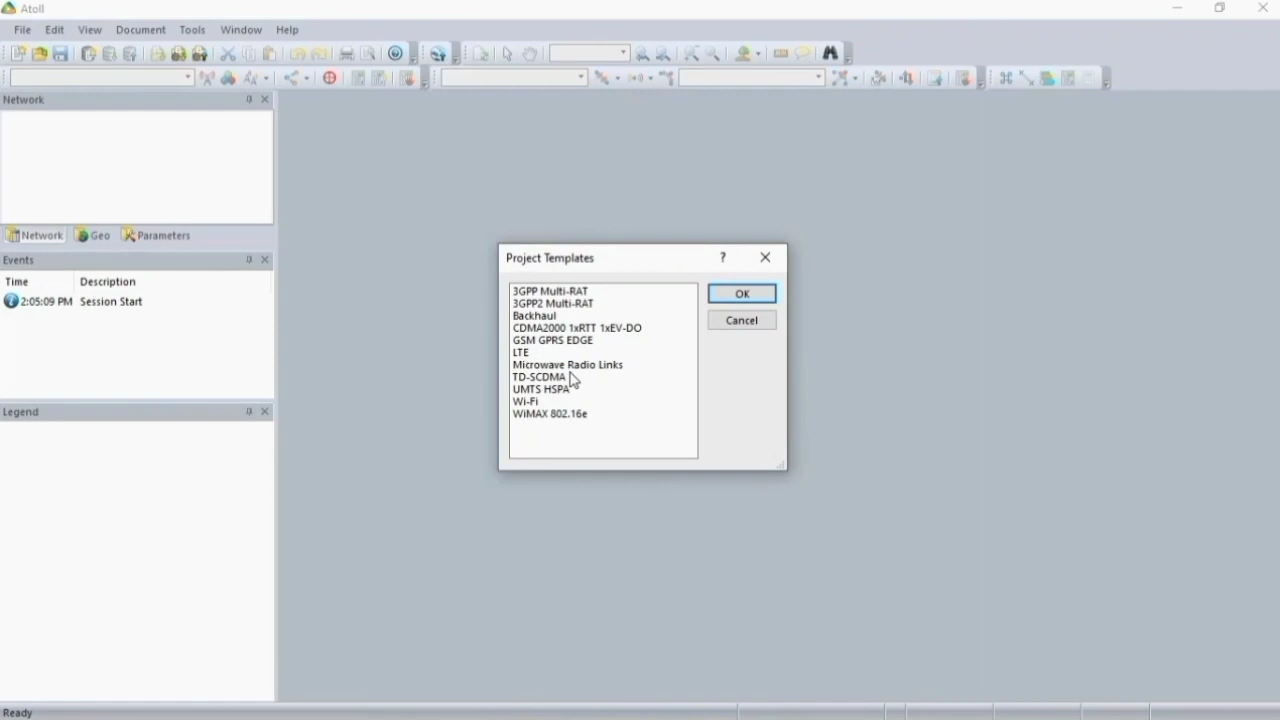 Atoll
File Edit View Document Tools Window Help
Network
Network Geo Parameters
Events
Time Description
2:05:09 PM Session Start
Legend
Project Templates ?
3GPP Multi-RAT
3GPP2 Multi-RAT
Backhaul
CDMA2000 1xRTT 1xEV-DO
GSM GPRS EDGE
LTE
Microwave Radio Links
TD-SCDMA
UMTS HSPA
Wi-Fi
WiMAX 802.16e
OK
Cancel
Ready